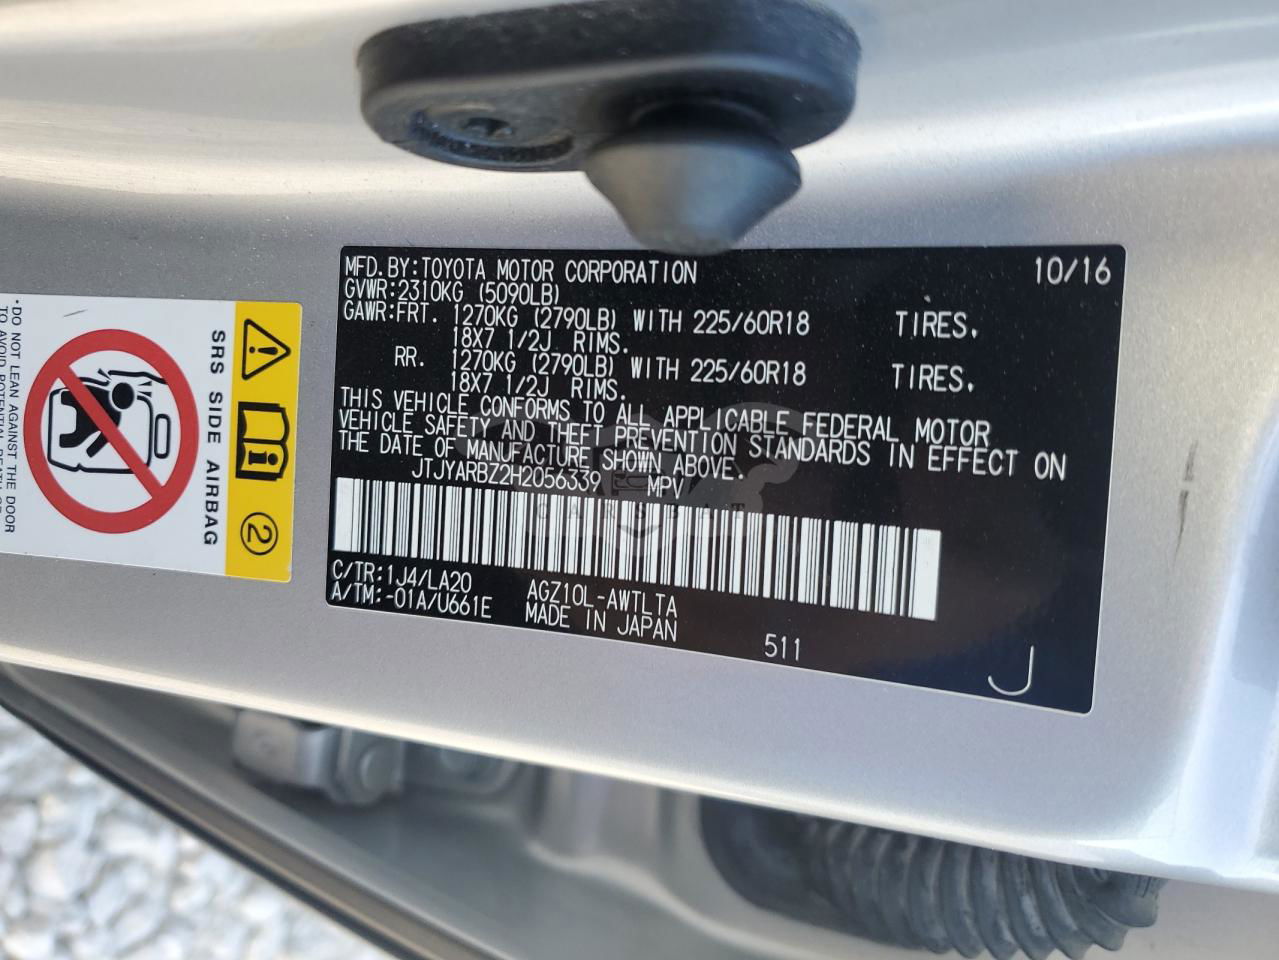 MFD.BY:TOYOTA MOTOR CORPORATION 10/16
GVWR:2310KG (5090LB)
GAWR:FRT. 1270KG (2790LB) WITH 225/60R18 TIRES,
18X7 1/2J RIMS.
RR. 1270KG (2790LB) WITH 225/60R18 TIRES,
18X7 1/2J RIMS.
THIS VEHICLE CONFORMS TO ALL APPLICABLE FEDERAL MOTOR
VEHICLE SAFETY AND THEFT PREVENTION STANDARDS IN EFFECT ON
THE DATE OF MANUFACTURE SHOWN ABOVE.
JTJYARBZ2H2056339 MPV
C/TR:1J4/LA20 AGZ10L-AWTLTA
A/TM:-01A/U661E MADE IN JAPAN 511
J
SRS SIDE AIRBAG
2
•DO NOT LEAN AGAINST THE DOOR